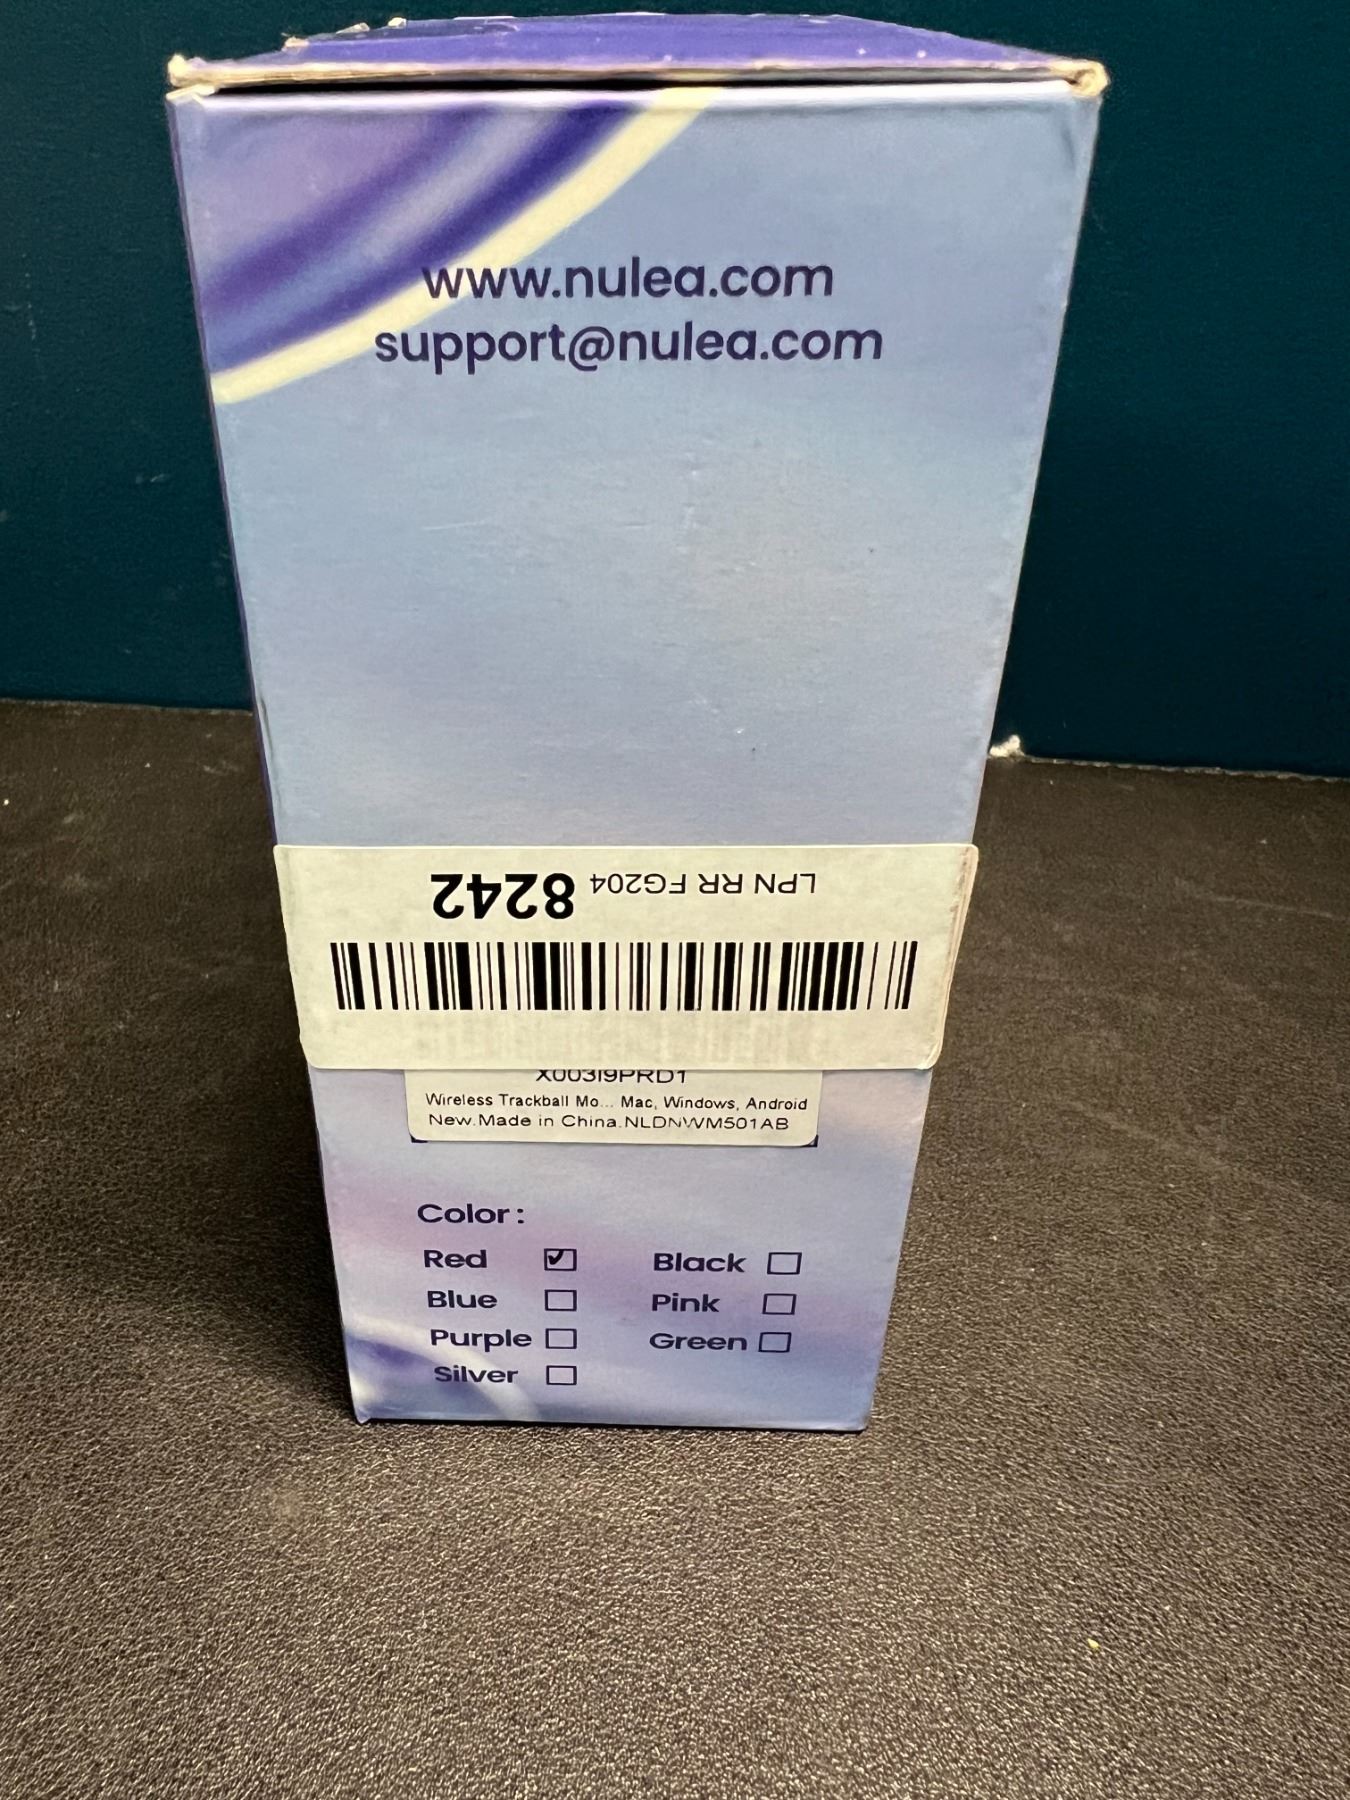 www.nulea.com
support@nulea.com
LPN RR FG204 8242
X003I9PRD1
Wireless Trackball Mo... Mac, Windows, Android
New.Made in China.NLDNWM501AB
Color:
Red ☑ Black ☐
Blue ☐ Pink ☐
Purple ☐ Green ☐
Silver ☐